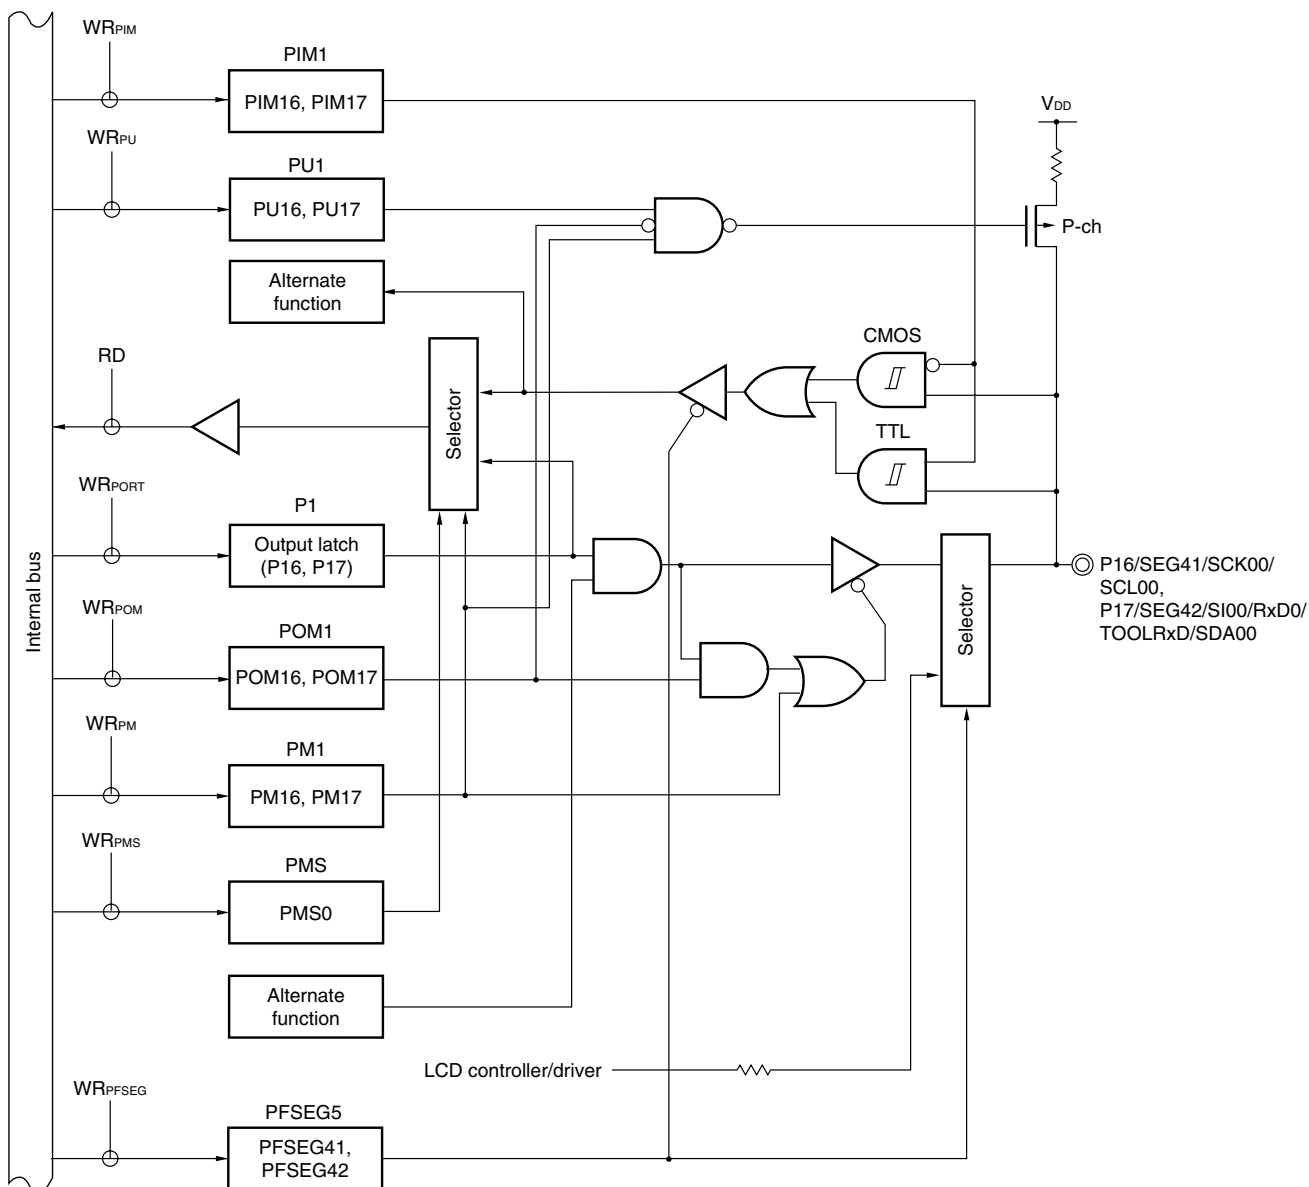 WRPIM
PIM1
PIM16, PIM17
VDD
WRPU
PU1
PU16, PU17
P-ch
Alternate
function
CMOS
RD
Selector
TTL
WRPORT
P1
Output latch
(P16, P17)
Internal bus
P16/SEG41/SCK00/
SCL00,
P17/SEG42/SI00/RxD0/
TOOLRxD/SDA00
Selector
WRPOM
POM1
POM16, POM17
WRPM
PM1
PM16, PM17
WRPMS
PMS
PMS0
Alternate
function
LCD controller/driver
WRPFSEG
PFSEG5
PFSEG41,
PFSEG42